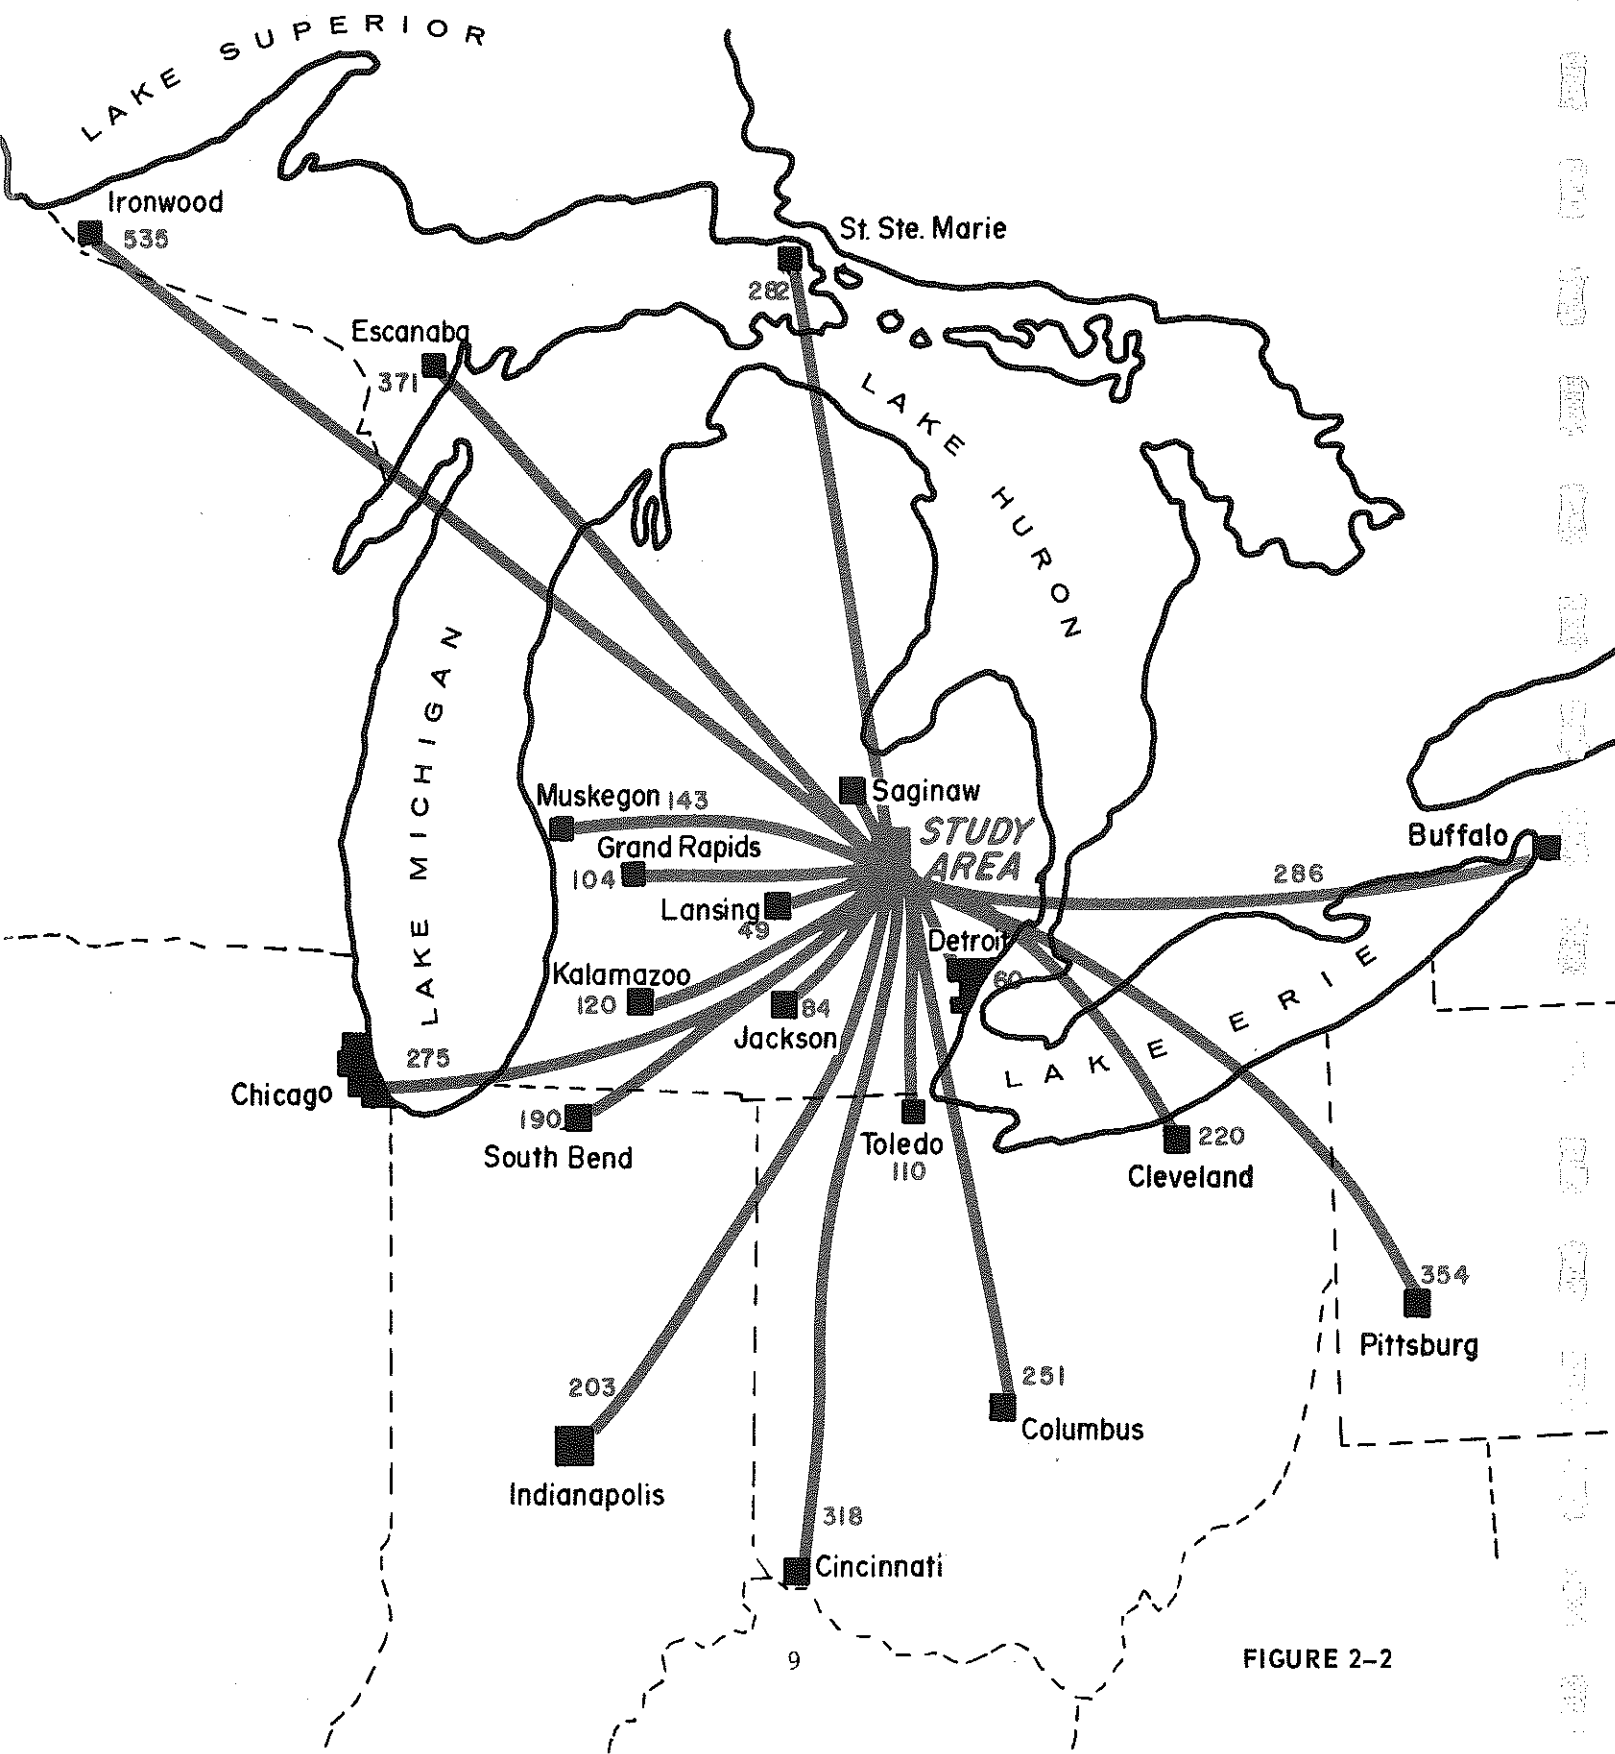 LAKE SUPERIOR
Ironwood
535
St. Ste. Marie
282
Escanaba
371
LAKE HURON
LAKE MICHIGAN
Muskegon 143
Saginaw
STUDY
AREA
Grand Rapids
104
Buffalo
286
Lansing
49
Detroit
60
Kalamazoo
120
84
Jackson
LAKE ERIE
275
Chicago
190
South Bend
Toledo
110
220
Cleveland
354
Pittsburg
203
Indianapolis
251
Columbus
318
Cincinnati
9
FIGURE 2-2